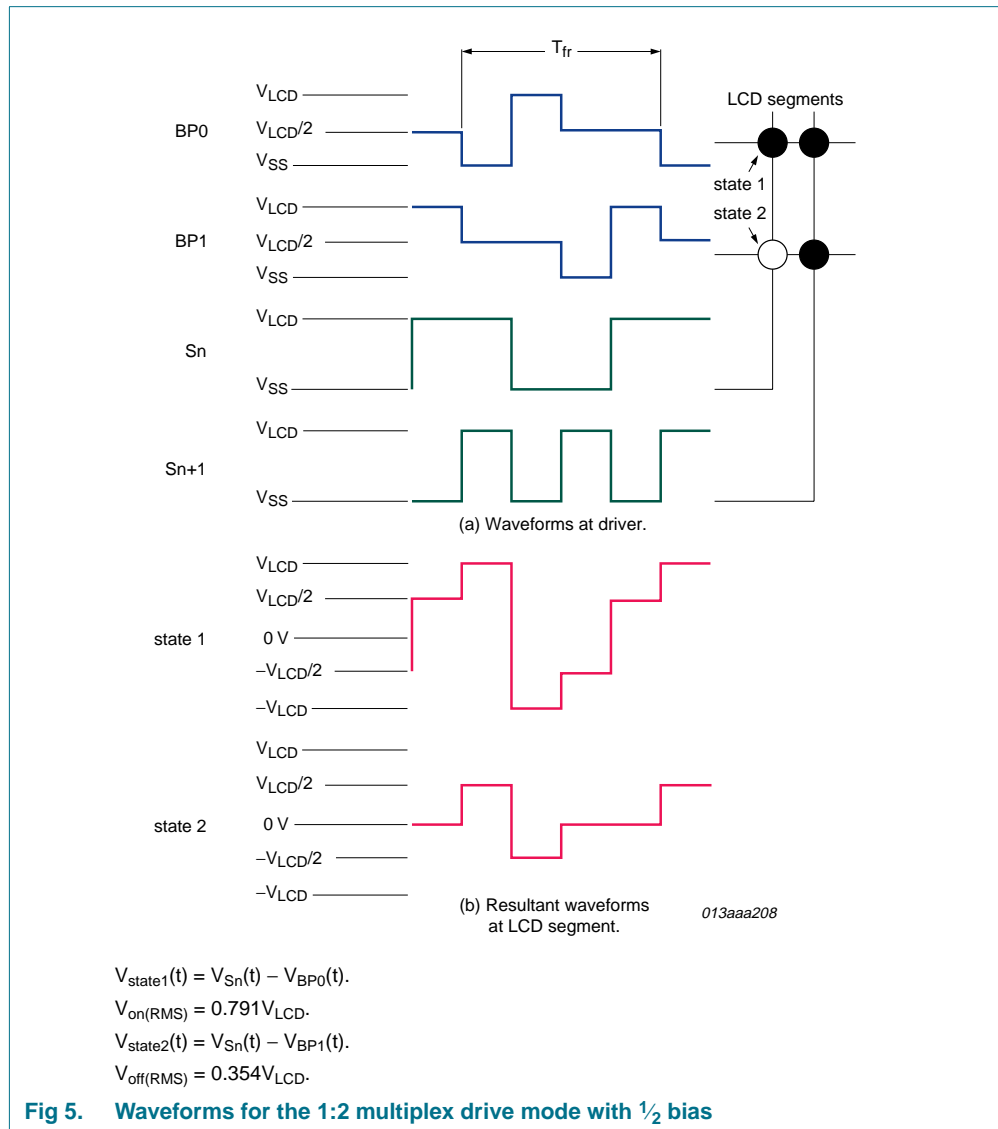 Tfr
LCD segments
BP0
VLCD
VLCD/2
VSS
state 1
state 2
BP1
VLCD
VLCD/2
VSS
Sn
VLCD
VSS
Sn+1
VLCD
VSS
(a) Waveforms at driver.
state 1
VLCD
VLCD/2
0 V
−VLCD/2
−VLCD
state 2
VLCD
VLCD/2
0 V
−VLCD/2
−VLCD
(b) Resultant waveforms
at LCD segment.
013aaa208
Vstate1(t) = VSn(t) − VBP0(t).
Von(RMS) = 0.791VLCD.
Vstate2(t) = VSn(t) − VBP1(t).
Voff(RMS) = 0.354VLCD.
Fig 5. Waveforms for the 1:2 multiplex drive mode with 1⁄2 bias